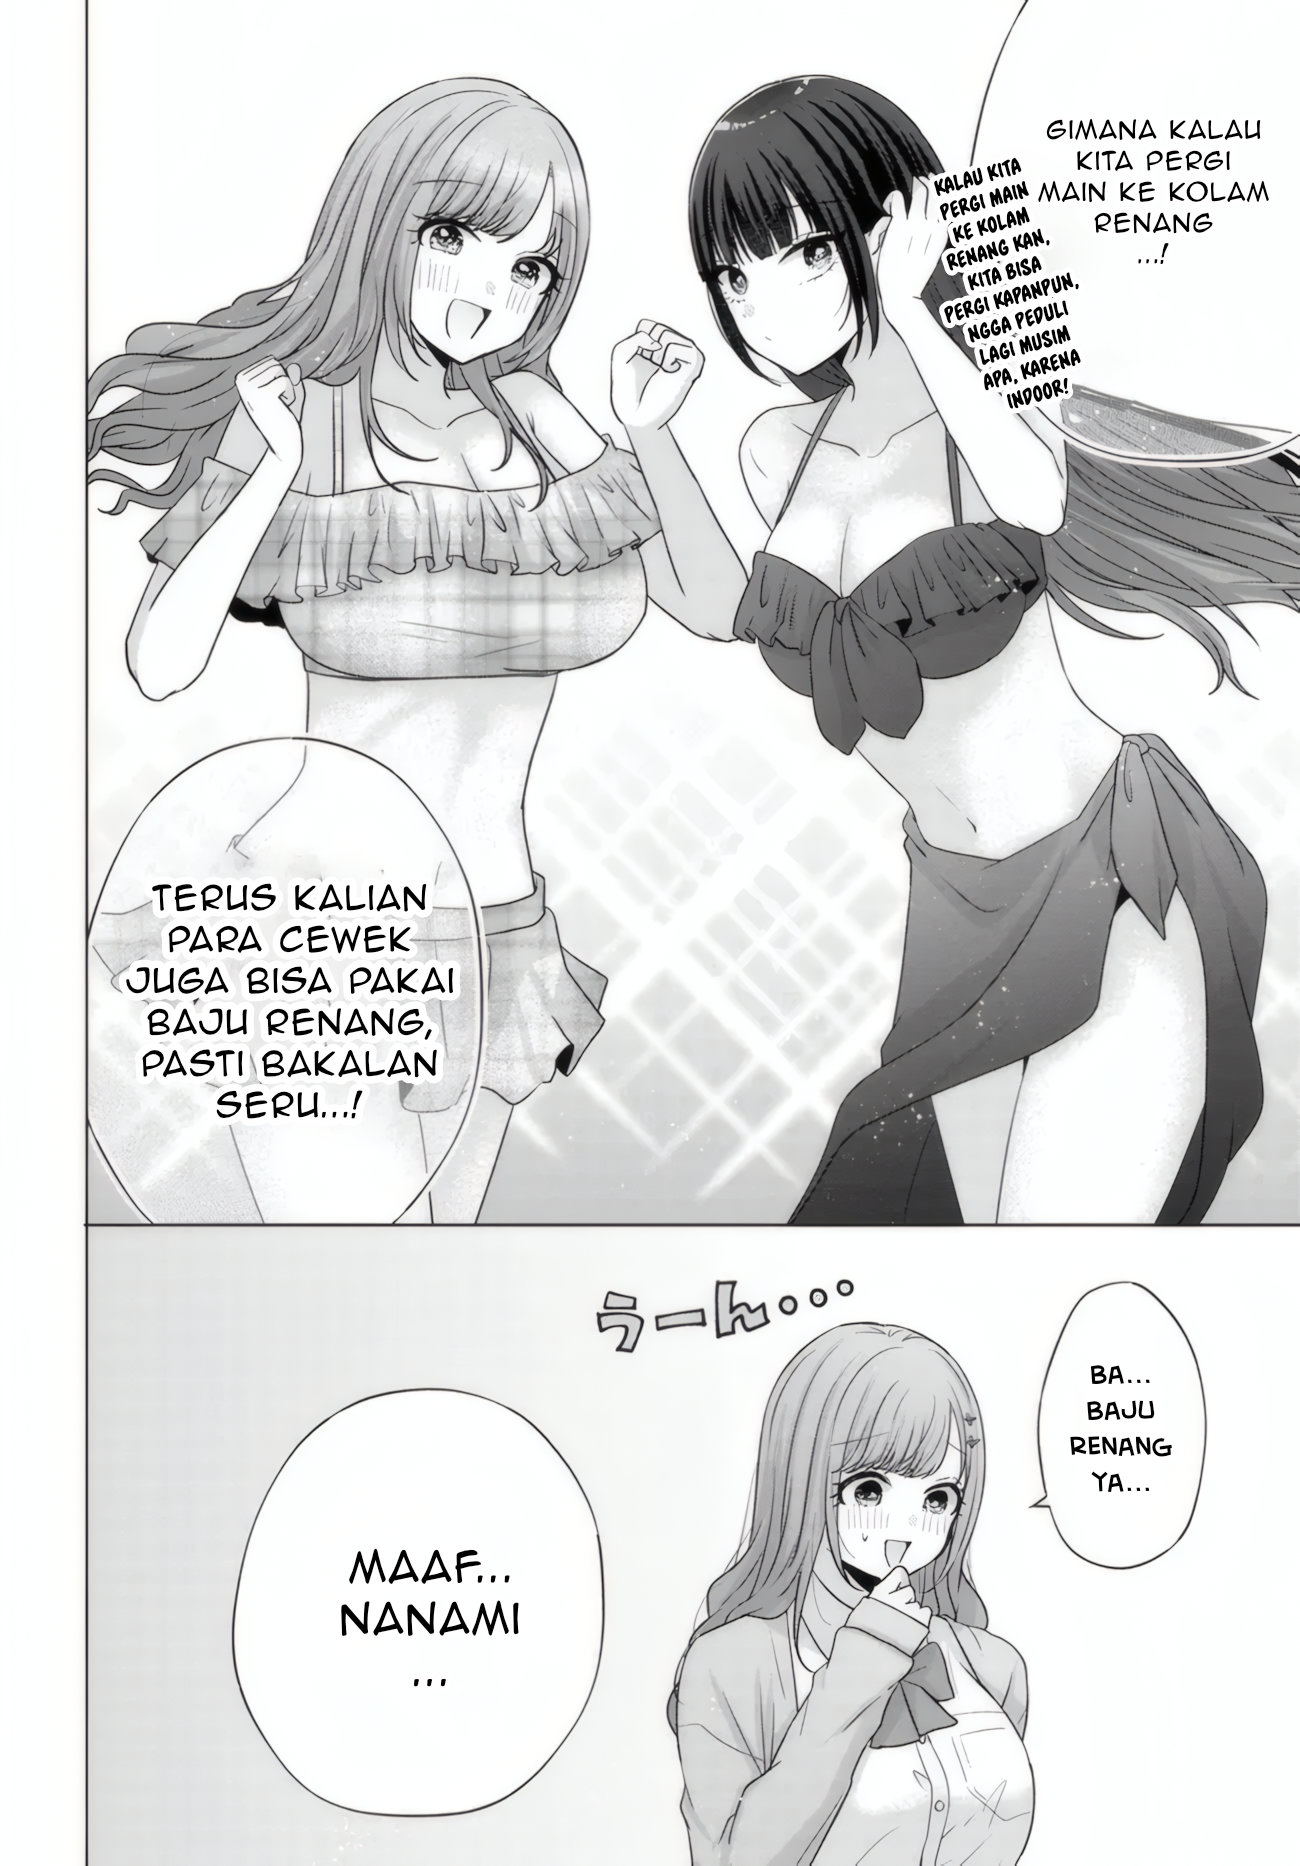 GIMANA KALAU
KITA PERGI
MAIN KE KOLAM
RENANG
...!
KALAU KITA
PERGI MAIN
KE KOLAM
RENANG KAN,
KITA BISA
PERGI KAPANPUN,
NGGA PEDULI
LAGI MUSIM
APA, KARENA
INDOOR!
TERUS KALIAN
PARA CEWEK
JUGA BISA PAKAI
BAJU RENANG,
PASTI BAKALAN
SERU...!
うーん・・・
BA...
BAJU
RENANG
YA...
MAAF...
NANAMI
...